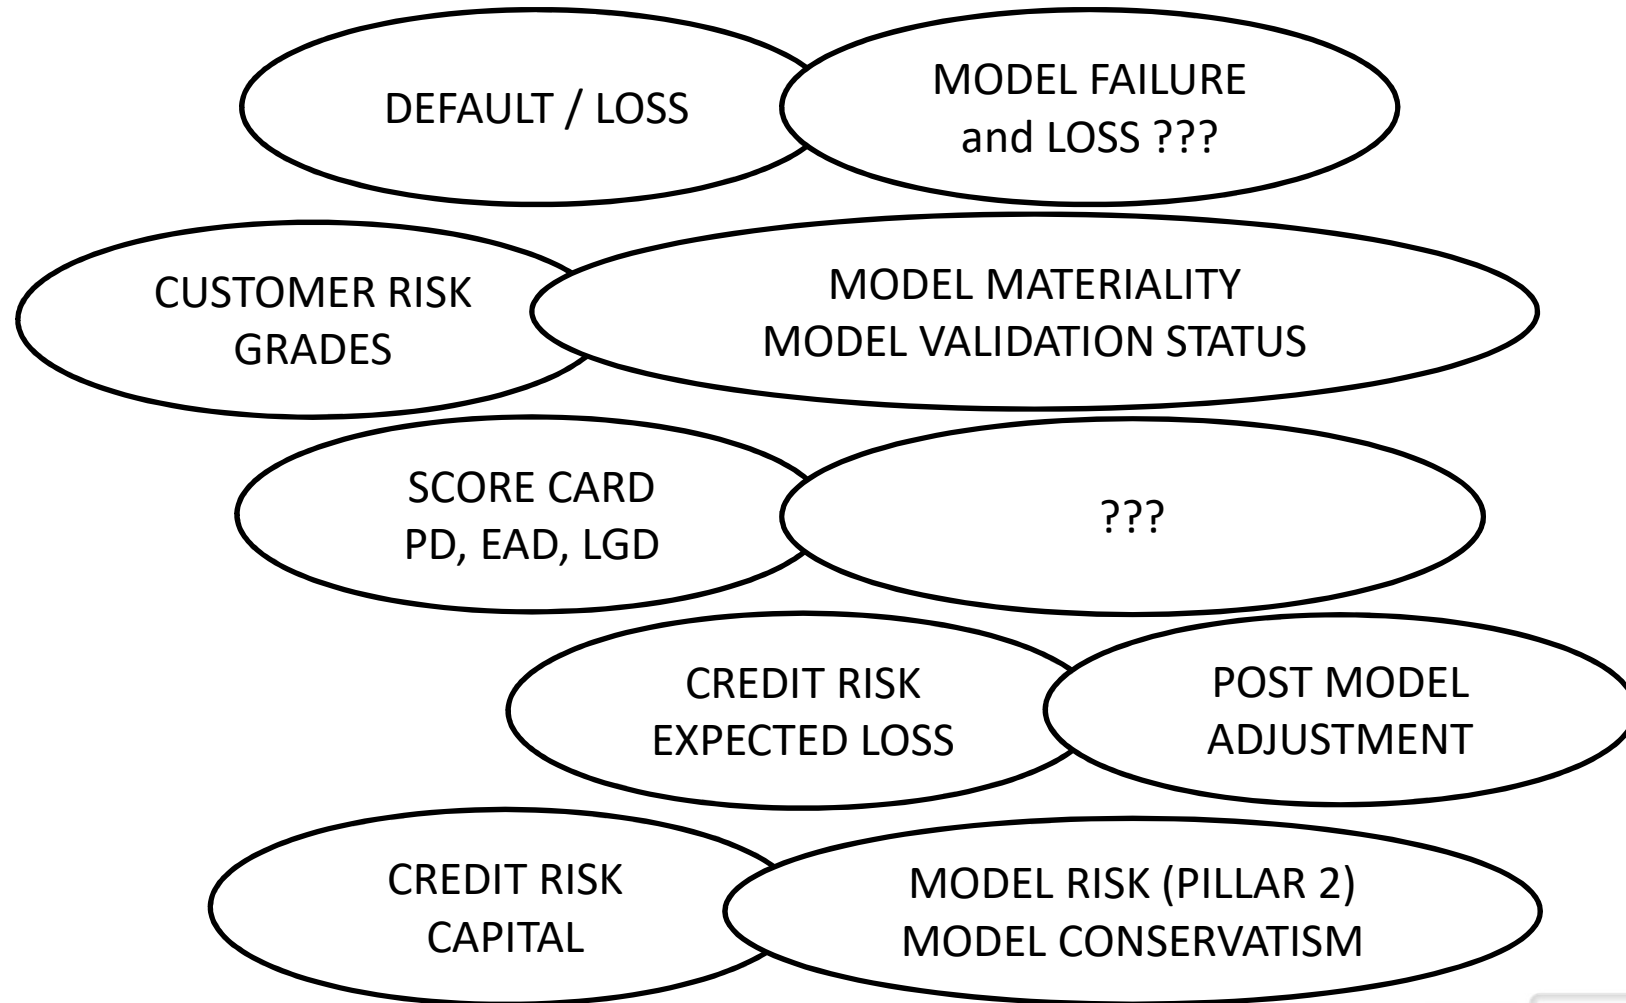 DEFAULT / LOSS
MODEL FAILURE
and LOSS ???
CUSTOMER RISK
GRADES
MODEL MATERIALITY
MODEL VALIDATION STATUS
SCORE CARD
PD, EAD, LGD
???
CREDIT RISK
EXPECTED LOSS
POST MODEL
ADJUSTMENT
CREDIT RISK
CAPITAL
MODEL RISK (PILLAR 2)
MODEL CONSERVATISM